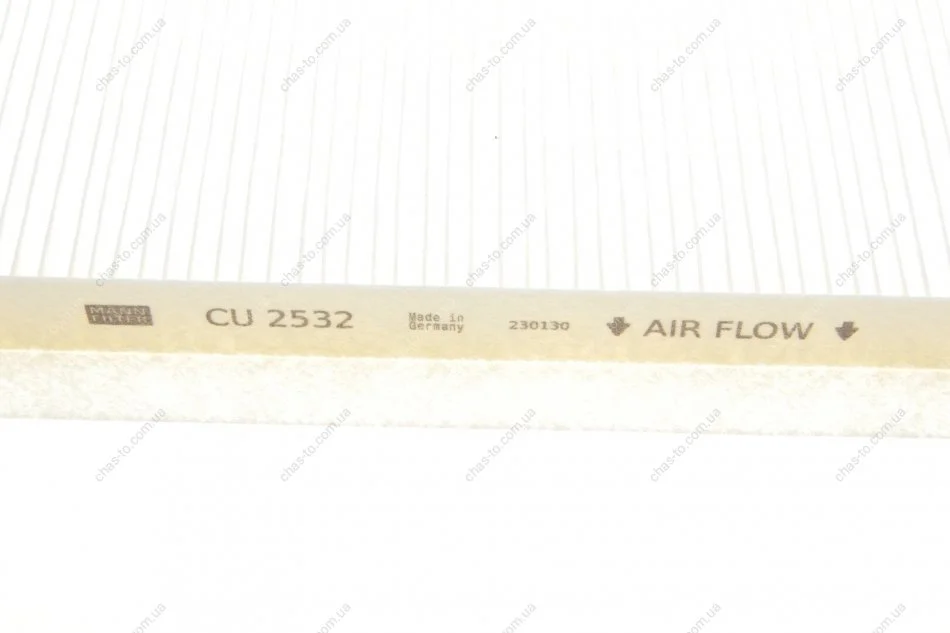 MANN
FILTER
CU 2532
Made in
Germany
230130
AIR FLOW
chas-to.com.ua